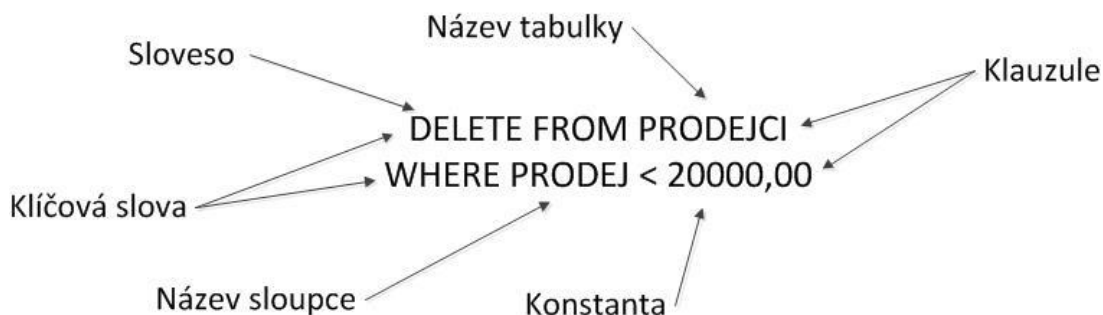 Název tabulky
Sloveso
Klauzule
DELETE FROM PRODEJCI
WHERE PRODEJ < 20000,00
Klíčová slova
Název sloupce
Konstanta